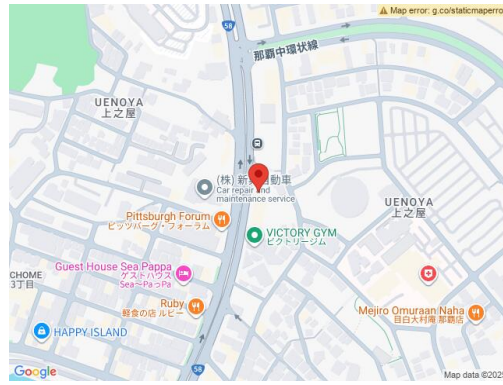 Map error: g.co/staticmaperro
58
那覇中環状線
UENOYA
上之屋
(株) 新
動車
Car repair and
maintenance service
UENOYA
上之屋
Pittsburgh Forum
ピッツバーグ・フォーラム
VICTORY GYM
ビクトリージム
Guest House Sea Pappa
ゲストハウス
Sea〜PaっPa
CHOME
3丁目
Ruby
軽食の店 ルビー
Mejiro Omuraan Naha
目白大村庵 那覇店
HAPPY ISLAND
58
Google
Map data ©202